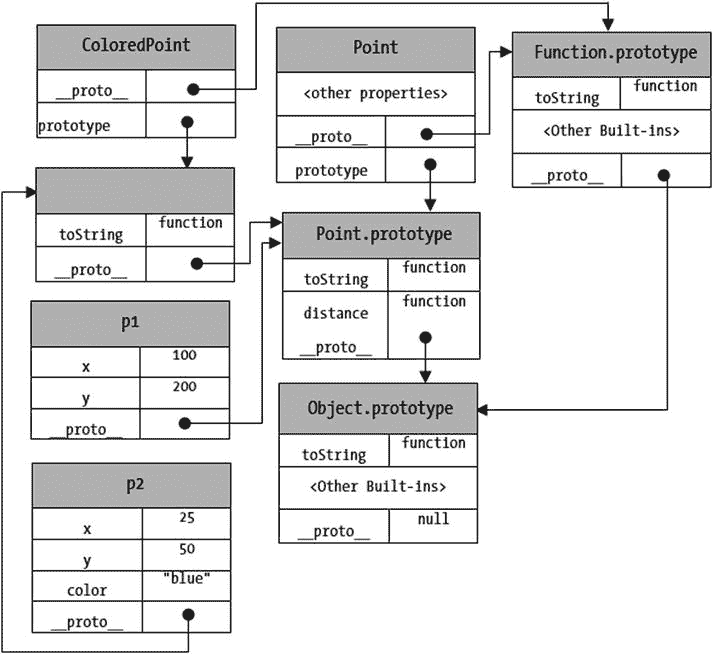 ColoredPoint
__proto__
prototype
Point
<other properties>
__proto__
prototype
Function.prototype
toString function
<Other Built-ins>
__proto__
toString function
__proto__
Point.prototype
toString function
distance function
__proto__
p1
x 100
y 200
__proto__
Object.prototype
toString function
<Other Built-ins>
__proto__ null
p2
x 25
y 50
color "blue"
__proto__